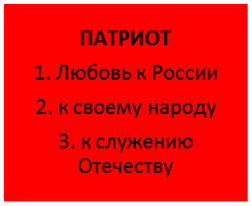 ПАТРИОТ
1. Любовь к России
2. к своему народу
3. к служению
Отечеству